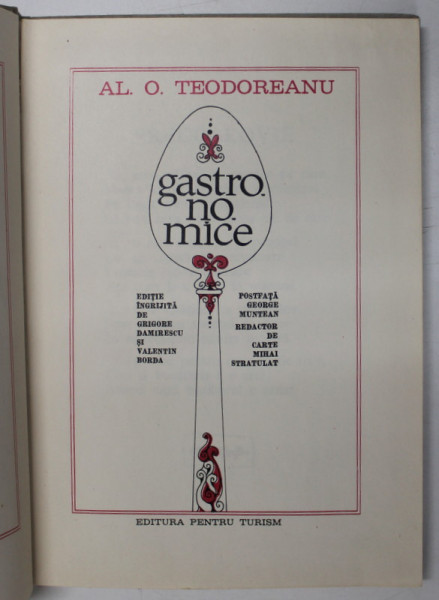 AL. O. TEODOREANU
gastro.
no.
mice
EDIȚIE
ÎNGRIJITĂ
DE
GRIGORE
DAMIRESCU
ȘI
VALENTIN
BORDA
POSTFAȚĂ
GEORGE
MUNTEAN
REDACTOR
DE
CARTE
MIHAI
STRATULAT
EDITURA PENTRU TURISM